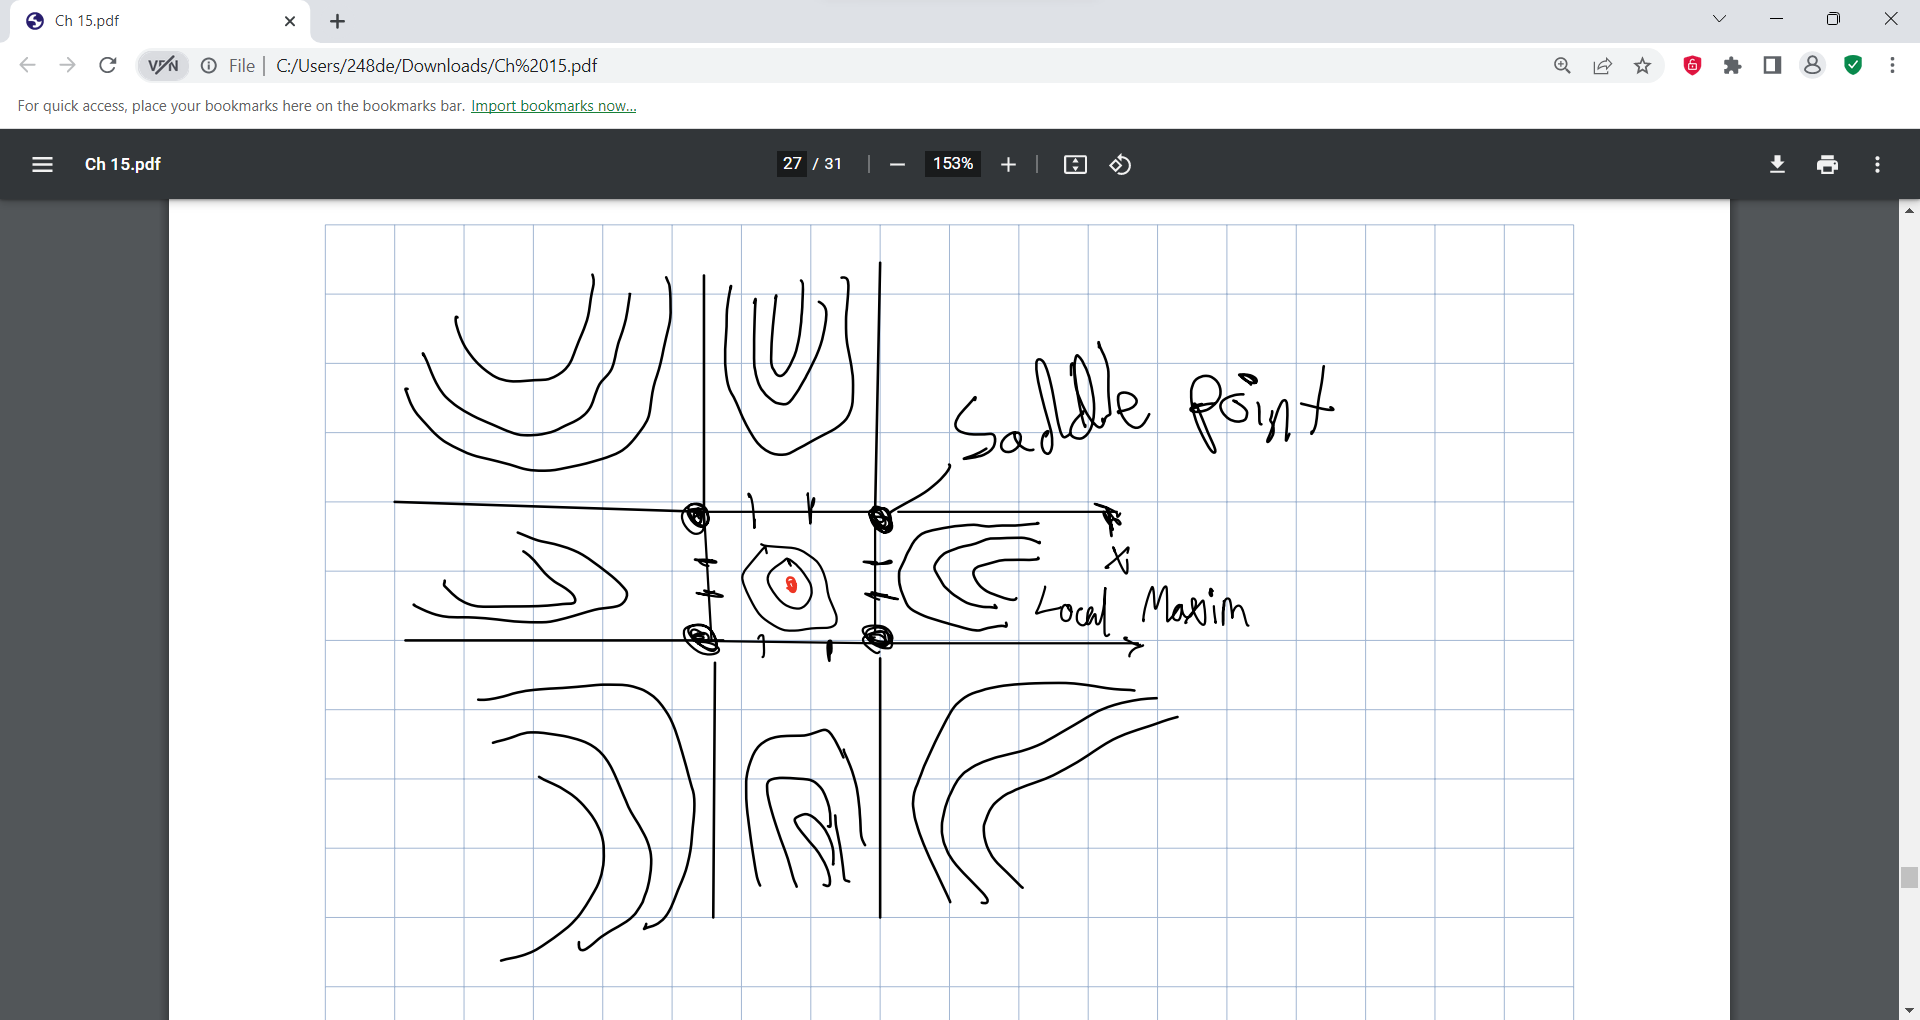 Ch 15.pdf
VPN File C:/Users/248de/Downloads/Ch%2015.pdf
For quick access, place your bookmarks here on the bookmarks bar. Import bookmarks now...
Ch 15.pdf 27 / 31 153%
Saddle point
x
Local Maxim